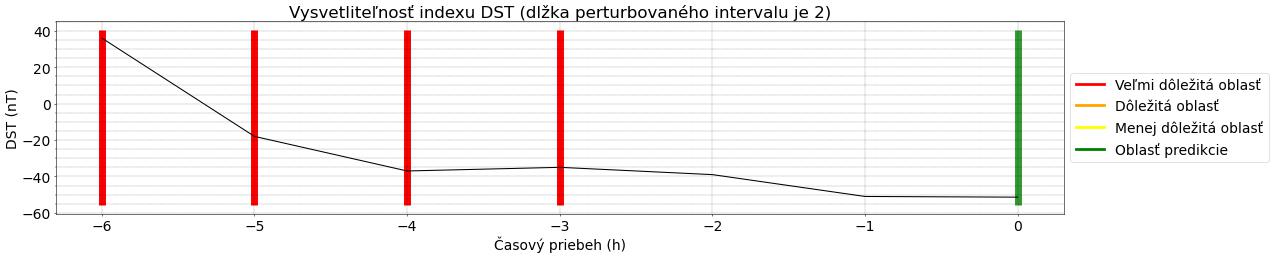 Vysvetliteľnosť indexu DST (dlžka perturbovaného intervalu je 2)
DST (nT)
40
20
0
−20
−40
−60
−6 −5 −4 −3 −2 −1 0
Časový priebeh (h)
Veľmi dôležitá oblasť
Dôležitá oblasť
Menej dôležitá oblasť
Oblasť predikcie